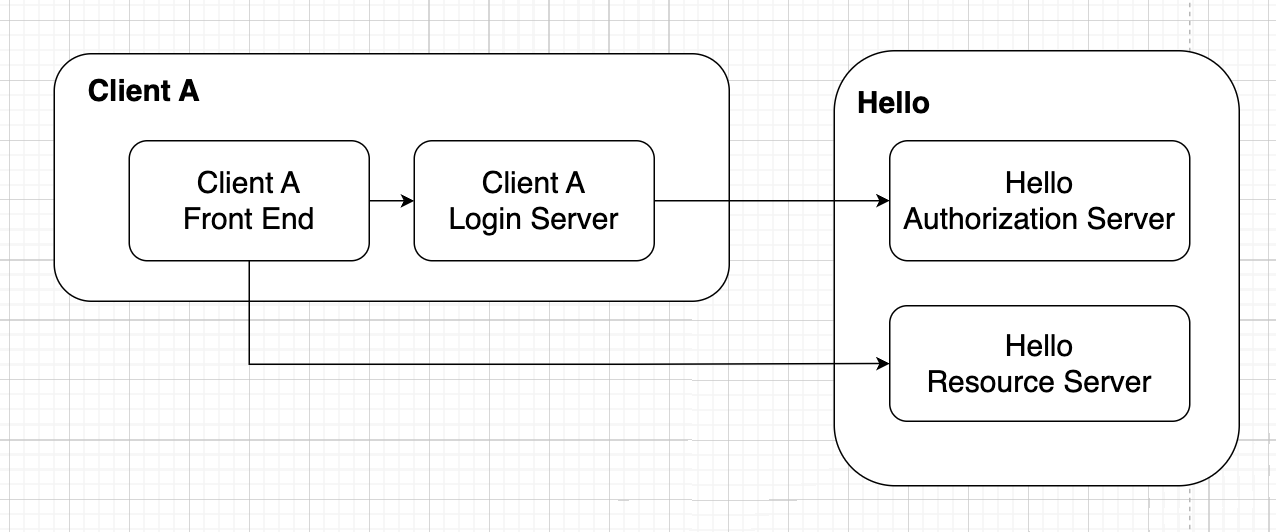 Client A
Client A
Front End
Client A
Login Server
Hello
Hello
Authorization Server
Hello
Resource Server